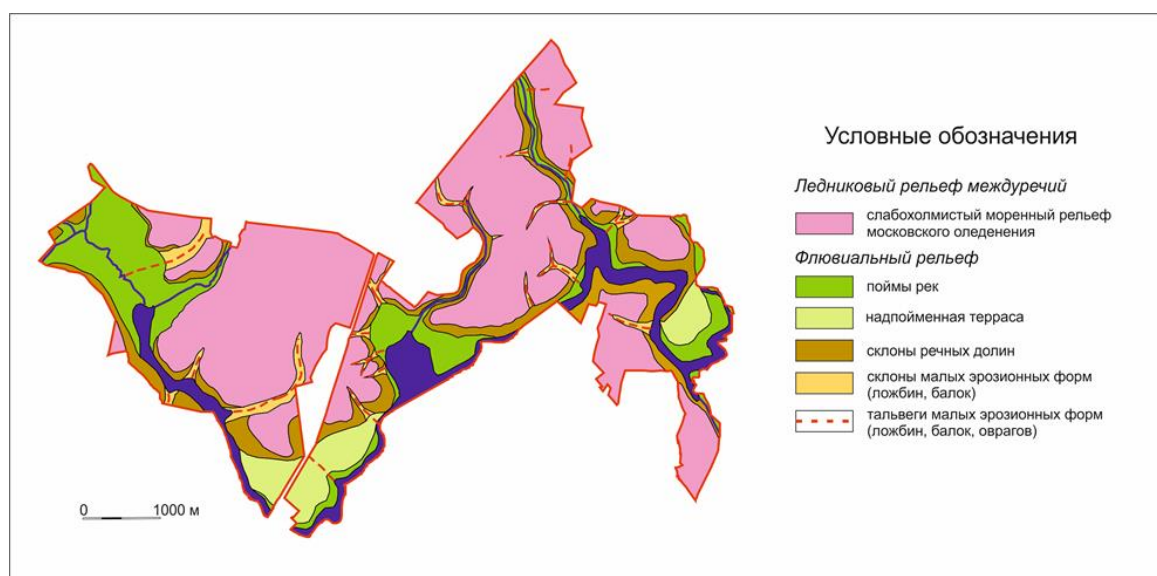 Условные обозначения
Ледниковый рельеф междуречий
слабохолмистый моренный рельеф
московского оледенения
Флювиальный рельеф
поймы рек
надпойменная терраса
склоны речных долин
склоны малых эрозионных форм
(ложбин, балок)
тальвеги малых эрозионных форм
(ложбин, балок, оврагов)
0 1000 м